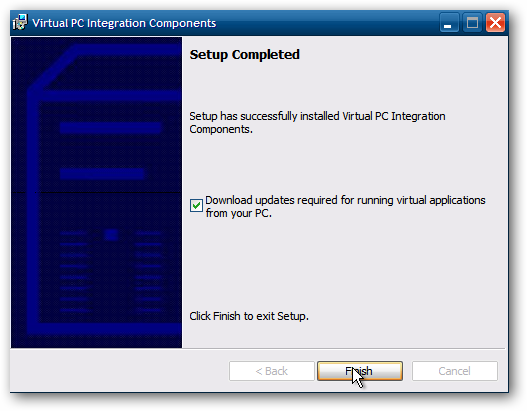 Virtual PC Integration Components
Setup Completed
Setup has successfully installed Virtual PC Integration
Components.
Download updates required for running virtual applications
from your PC.
Click Finish to exit Setup.
< Back
Finish
Cancel